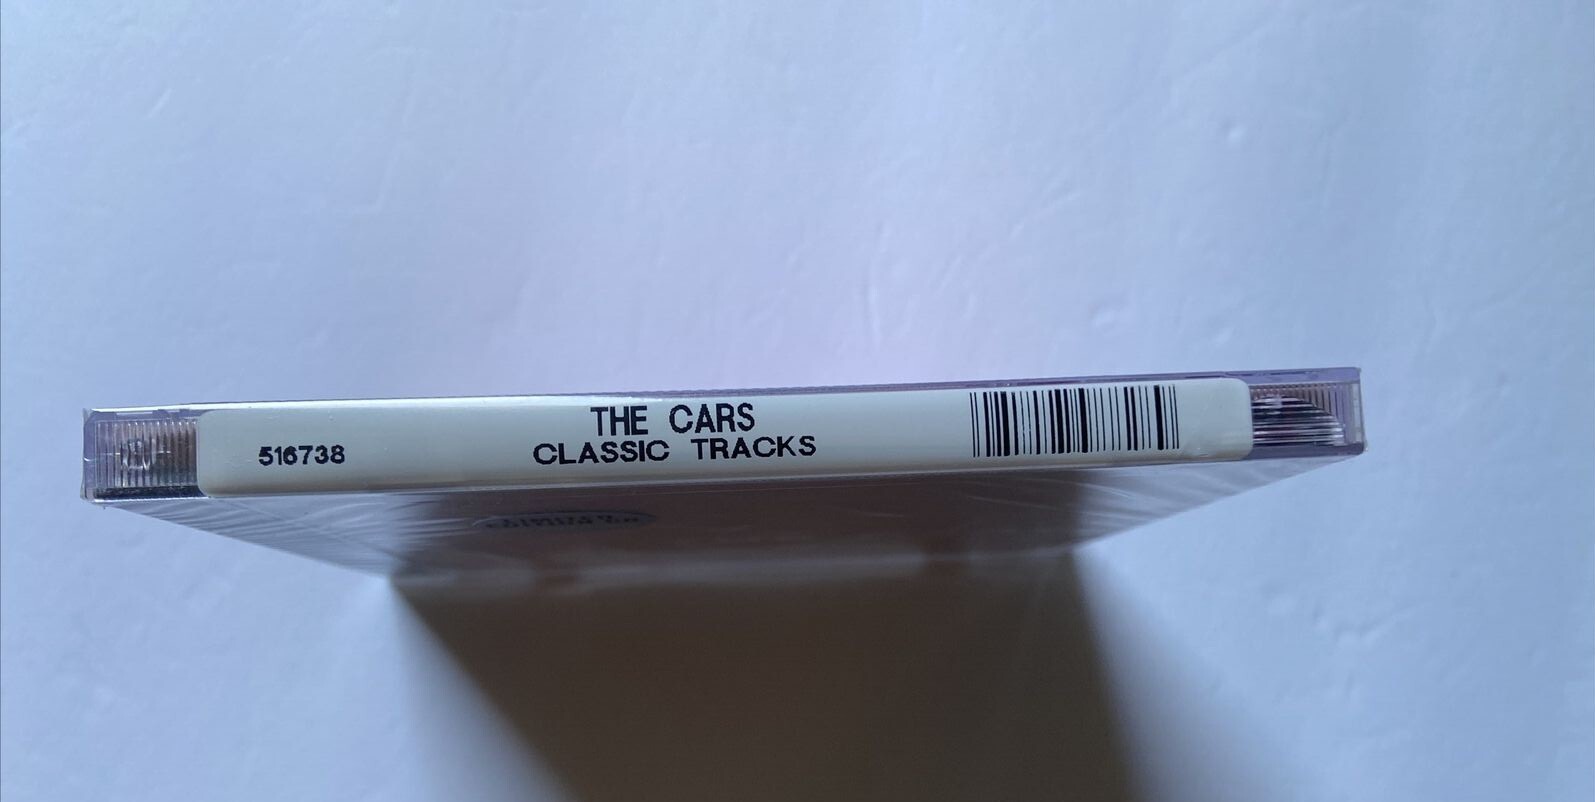 516738
THE CARS
CLASSIC TRACKS